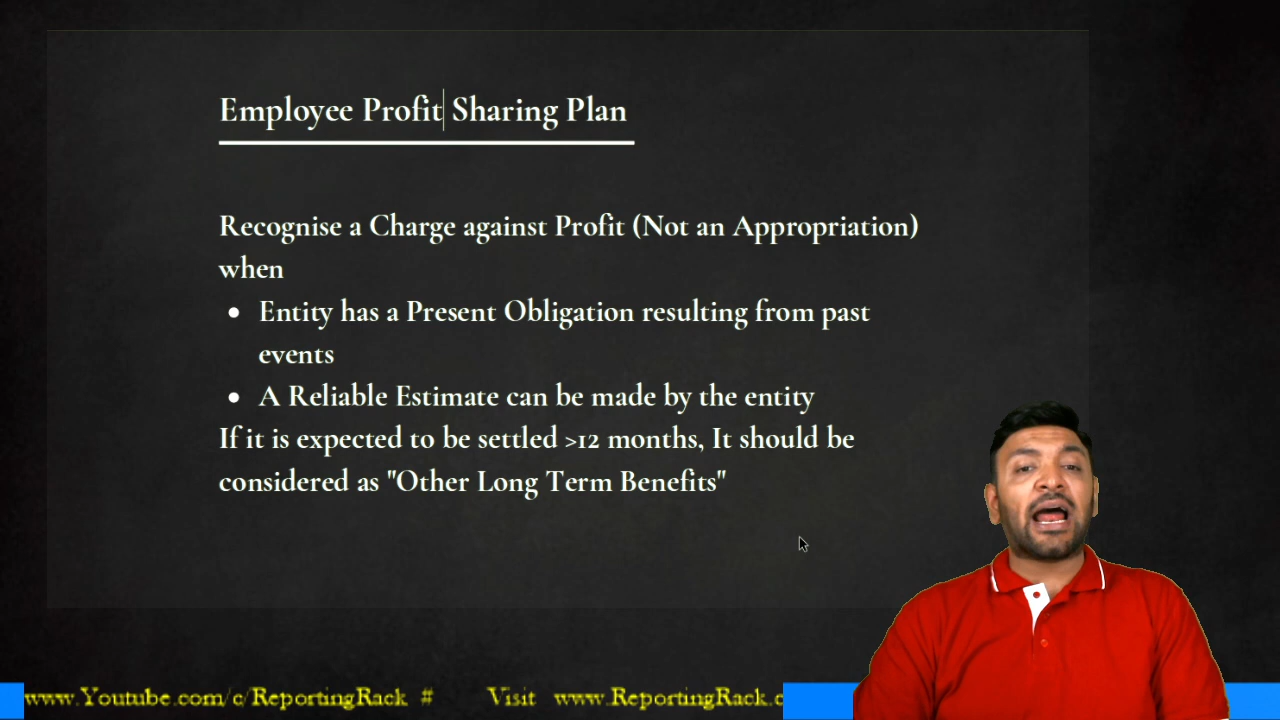 Employee Profit Sharing Plan
Recognise a Charge against Profit (Not an Appropriation)
when
• Entity has a Present Obligation resulting from past
events
• A Reliable Estimate can be made by the entity
If it is expected to be settled >12 months, It should be
considered as "Other Long Term Benefits"
www.Youtube.com/c/ReportingRack # Visit www.ReportingRack.c